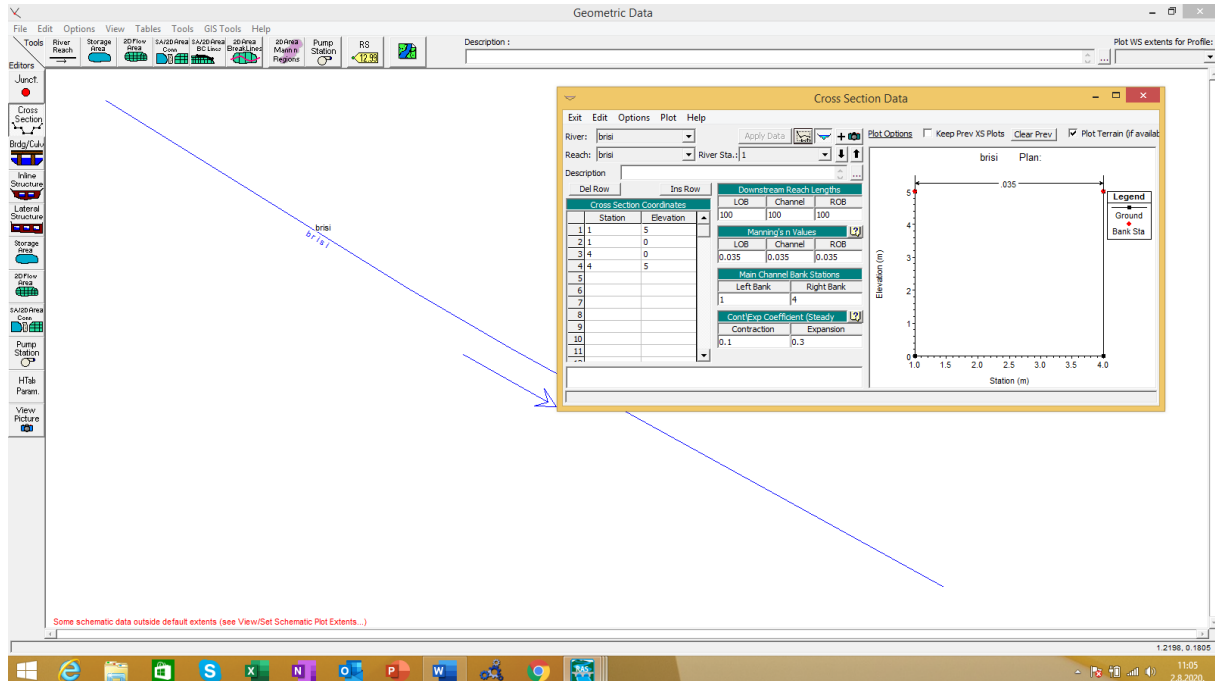 Geometric Data
File Edit Options View Tables Tools GIS Tools Help
Tools
Editors
River Reach
Storage Area
2D Flow Area
SA/2D Area Conn
SA/2D Area BC Lines
2D Area BreakLines
2D Area Mann n Regions
Pump Station
RS
12.99
Description :
Plot WS extents for Profile:
...
Junct.
Cross Section
Brdg/Culv
Inline Structure
Lateral Structure
Storage Area
2D Flow Area
SA/2D Area Conn
Pump Station
HTab Param.
View Picture
brisi
brisi
Some schematic data outside default extents (see View/Set Schematic Plot Extents...)
1.2198, 0.1805
Cross Section Data
Exit Edit Options Plot Help
River: brisi
Apply Data
Plot Options Keep Prev XS Plots Clear Prev Plot Terrain (if availab
Reach: brisi River Sta.: 1
Description
...
Del Row Ins Row
Cross Section Coordinates
Station Elevation
1 1 5
2 1 0
3 4 0
4 4 5
5
6
7
8
9
10
11
Downstream Reach Lengths
LOB Channel ROB
100 100 100
Manning's n Values
LOB Channel ROB
0.035 0.035 0.035
Main Channel Bank Stations
Left Bank Right Bank
1 4
Cont\Exp Coefficient (Steady
Contraction Expansion
0.1 0.3
brisi Plan:
.035
Legend
Ground
Bank Sta
Elevation (m)
5
4
3
2
1
0
1.0 1.5 2.0 2.5 3.0 3.5 4.0
Station (m)
RAS
11:05
2.8.2020.